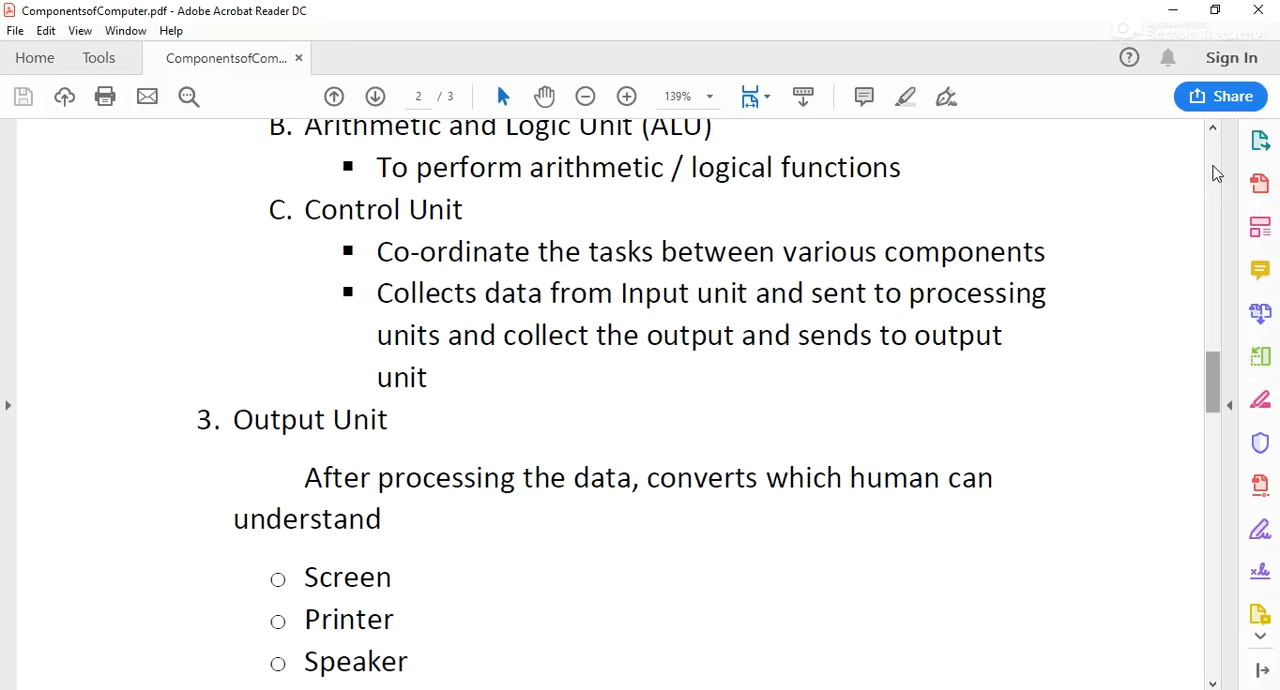 ComponentsofComputer.pdf - Adobe Acrobat Reader DC
File Edit View Window Help
Screen Recorder
Home Tools ComponentsofCom... × Sign In
2 / 3 139% Share
B. Arithmetic and Logic Unit (ALU)
▪ To perform arithmetic / logical functions
C. Control Unit
▪ Co-ordinate the tasks between various components
▪ Collects data from Input unit and sent to processing
units and collect the output and sends to output
unit
3. Output Unit
After processing the data, converts which human can
understand
○ Screen
○ Printer
○ Speaker